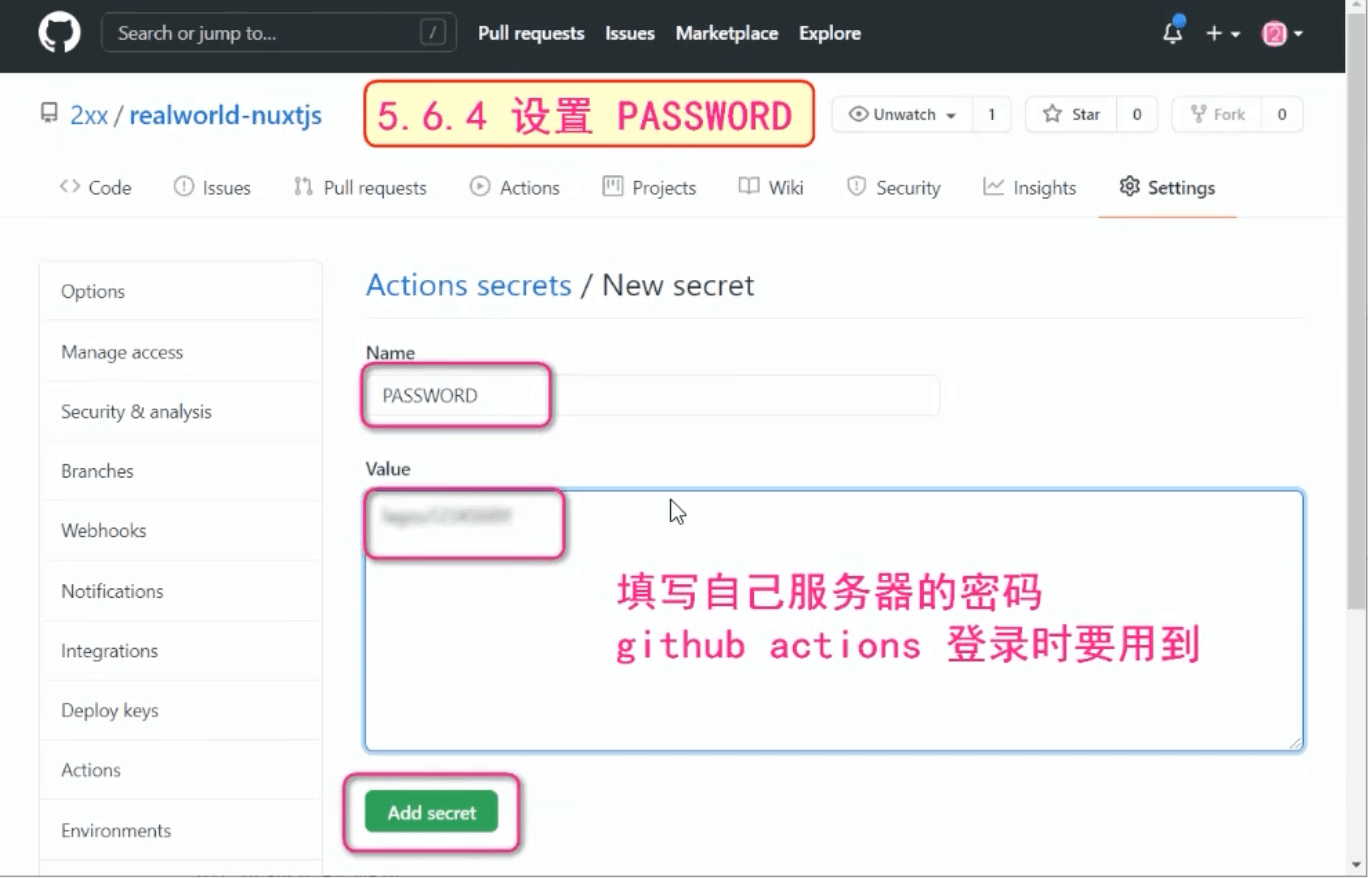 Search or jump to... /
Pull requests Issues Marketplace Explore
2xx / realworld-nuxtjs
5.6.4 设置 PASSWORD
Unwatch 1 Star 0 Fork 0
Code Issues Pull requests Actions Projects Wiki Security Insights Settings
Options
Manage access
Security & analysis
Branches
Webhooks
Notifications
Integrations
Deploy keys
Actions
Environments
Actions secrets / New secret
Name
PASSWORD
Value
填写自己服务器的密码
github actions 登录时要用到
Add secret